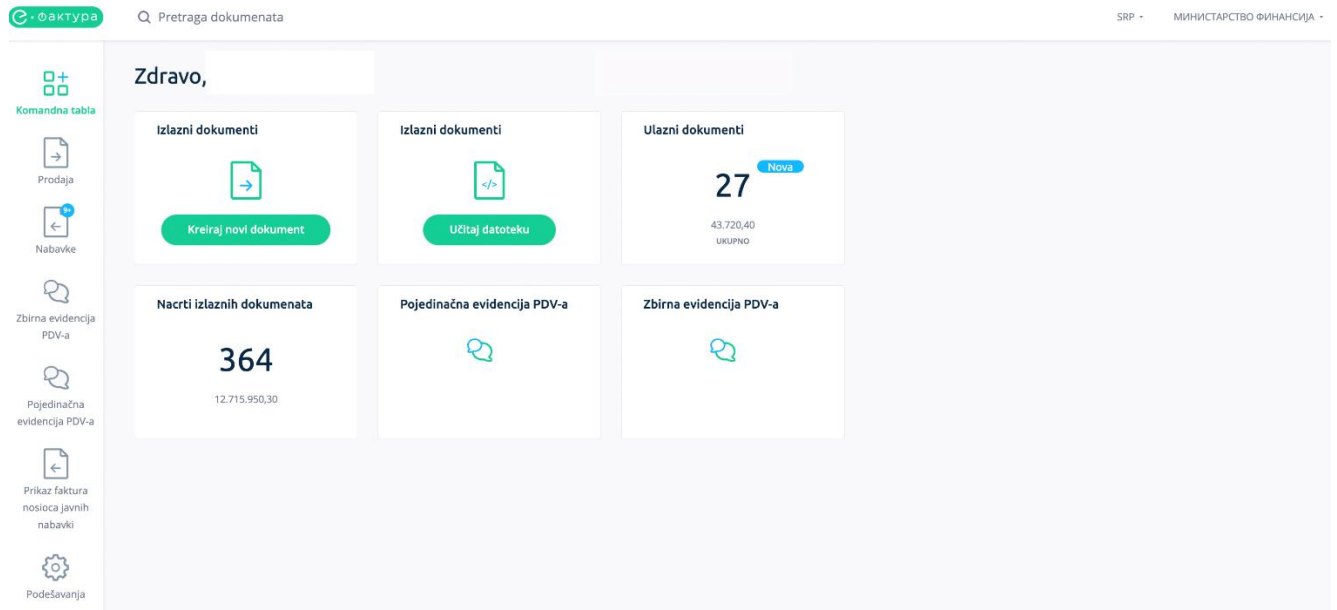 е-Фактура
Pretraga dokumenata
SRP
МИНИСТАРСТВО ФИНАНСИЈА
Komandna tabla
Prodaja
9+
Nabavke
Zbirna evidencija
PDV-a
Pojedinačna
evidencija PDV-a
Prikaz faktura
nosioca javnih
nabavki
Podešavanja
Zdravo,
Izlazni dokumenti
Kreiraj novi dokument
Izlazni dokumenti
</>
Učitaj datoteku
Ulazni dokumenti
Nova
27
43.720,40
UKUPNO
Nacrti izlaznih dokumenata
364
12.715.950,30
Pojedinačna evidencija PDV-a
Zbirna evidencija PDV-a